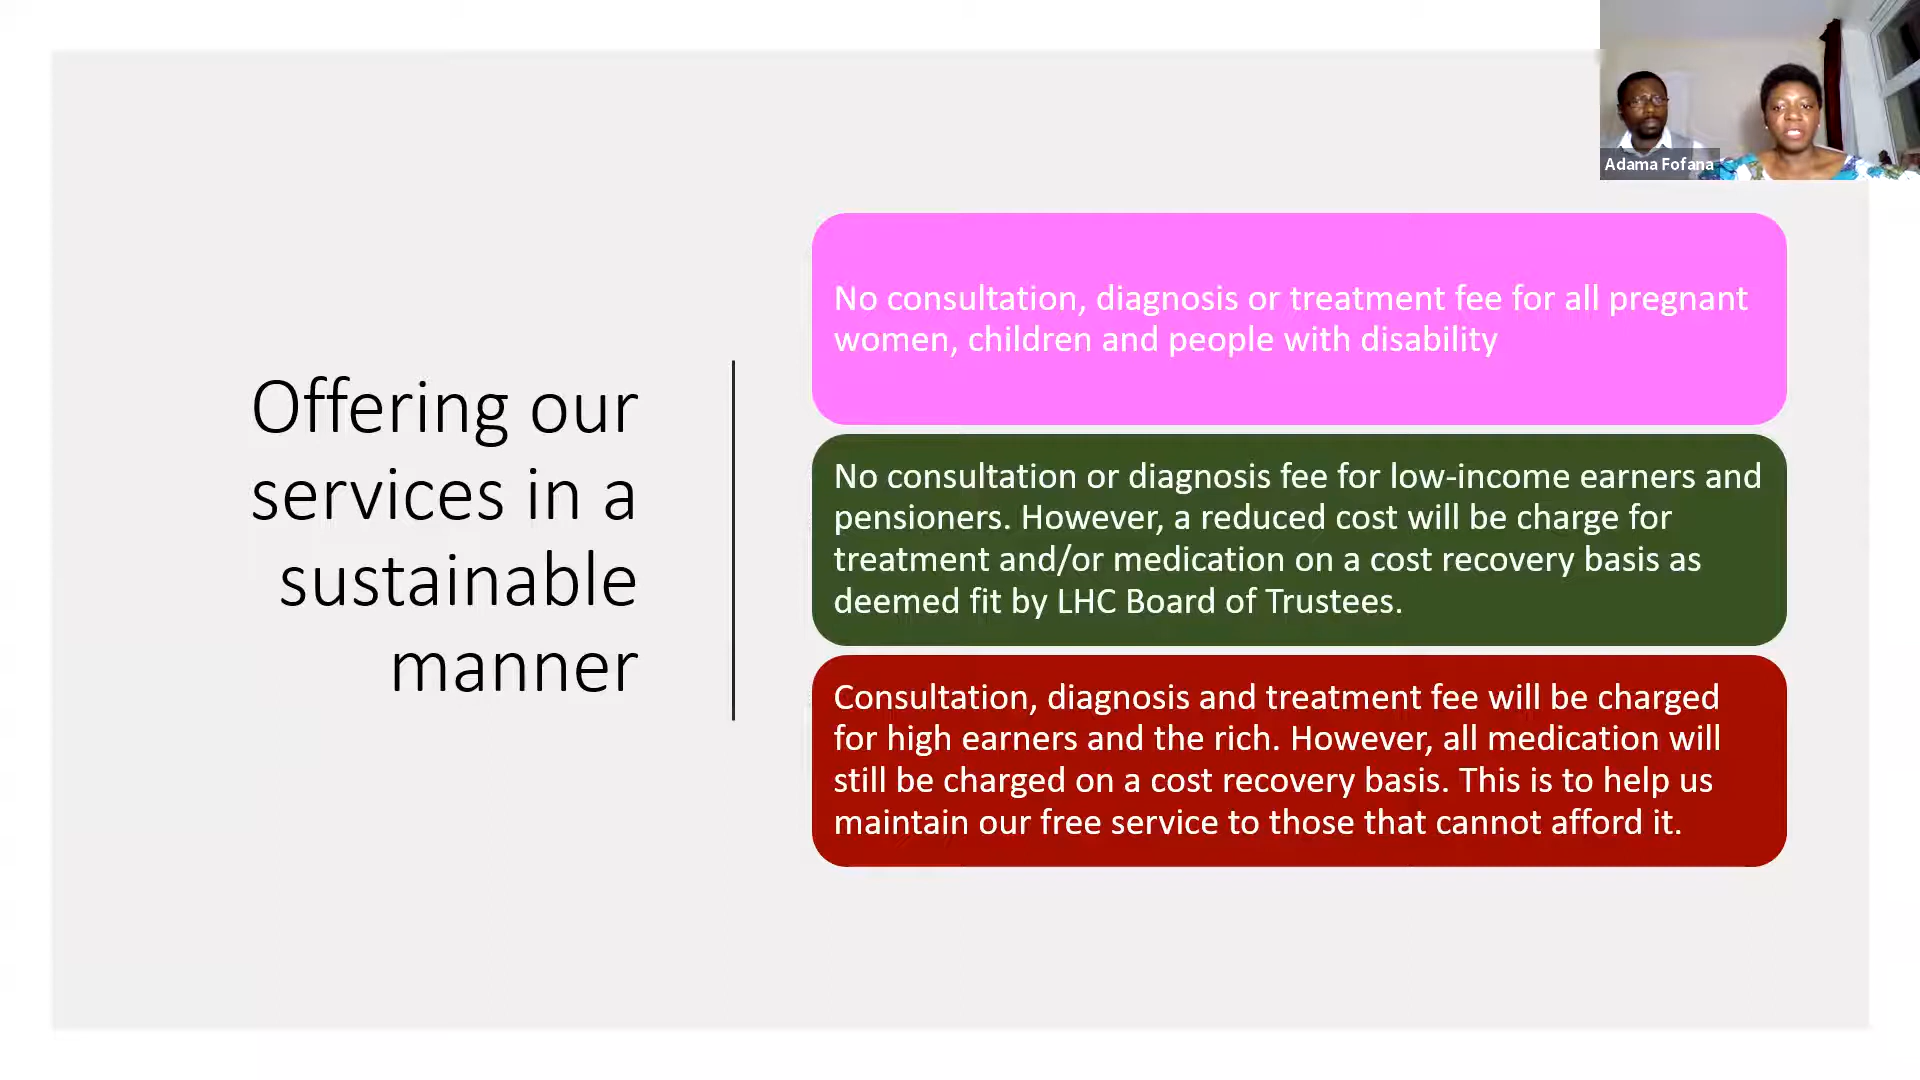 Adama Fofana
Offering our
services in a
sustainable
manner
No consultation, diagnosis or treatment fee for all pregnant
women, children and people with disability
No consultation or diagnosis fee for low-income earners and
pensioners. However, a reduced cost will be charge for
treatment and/or medication on a cost recovery basis as
deemed fit by LHC Board of Trustees.
Consultation, diagnosis and treatment fee will be charged
for high earners and the rich. However, all medication will
still be charged on a cost recovery basis. This is to help us
maintain our free service to those that cannot afford it.